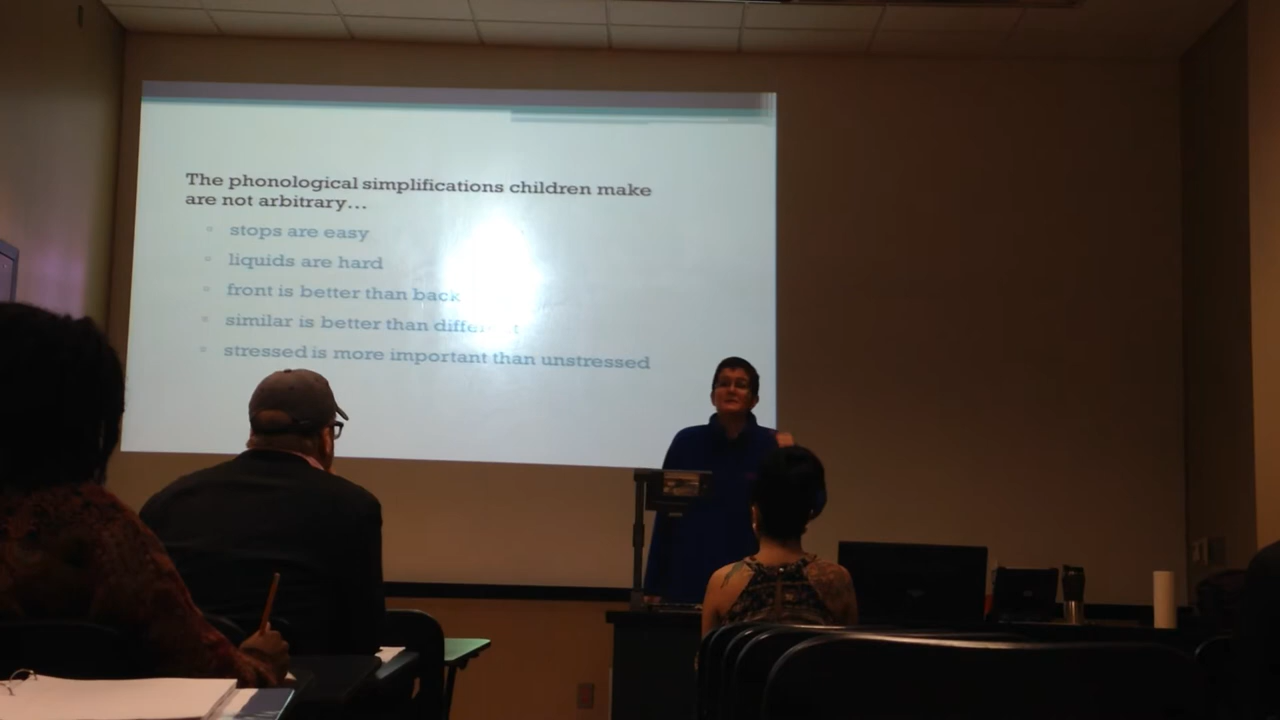 The phonological simplifications children make
are not arbitrary…
stops are easy
liquids are hard
front is better than back
similar is better than different
stressed is more important than unstressed